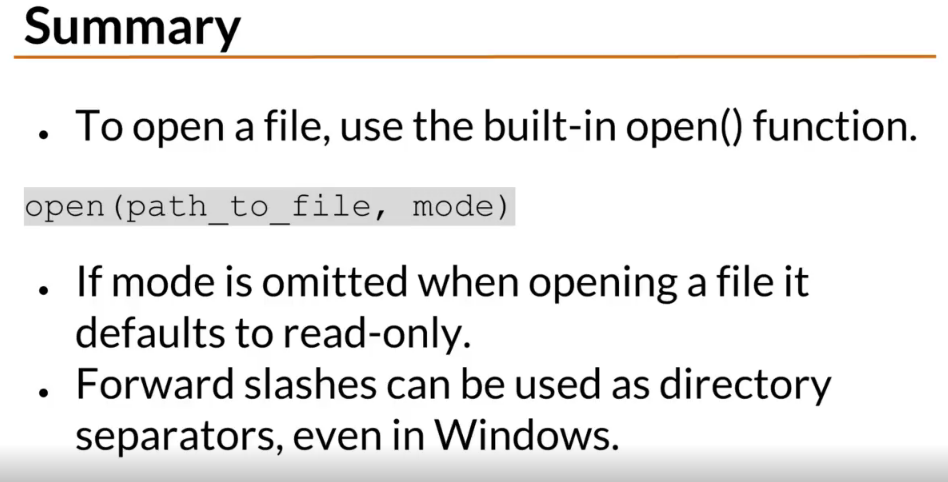 Summary
• To open a file, use the built-in open() function.
open(path_to_file, mode)
• If mode is omitted when opening a file it
defaults to read-only.
• Forward slashes can be used as directory
separators, even in Windows.